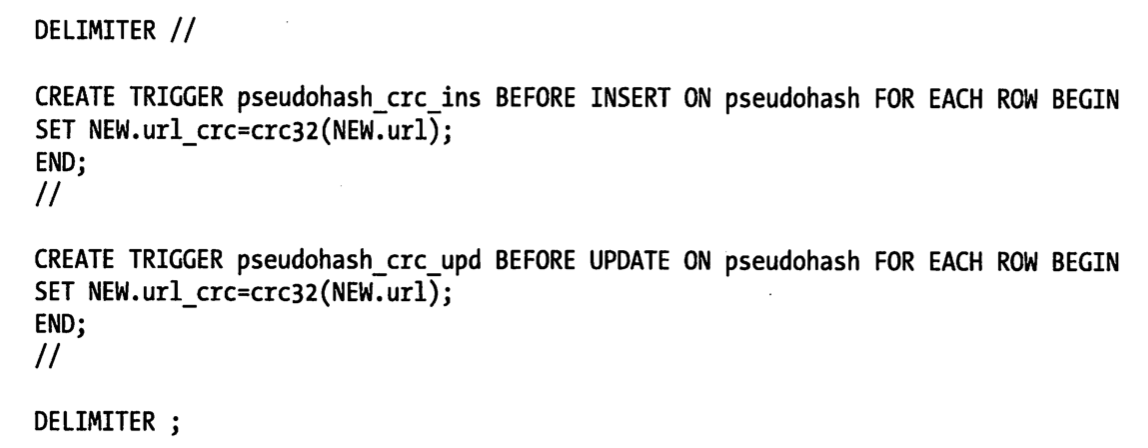 DELIMITER //
CREATE TRIGGER pseudohash_crc_ins BEFORE INSERT ON pseudohash FOR EACH ROW BEGIN
SET NEW.url_crc=crc32(NEW.url);
END;
//
CREATE TRIGGER pseudohash_crc_upd BEFORE UPDATE ON pseudohash FOR EACH ROW BEGIN
SET NEW.url_crc=crc32(NEW.url);
END;
//
DELIMITER ;